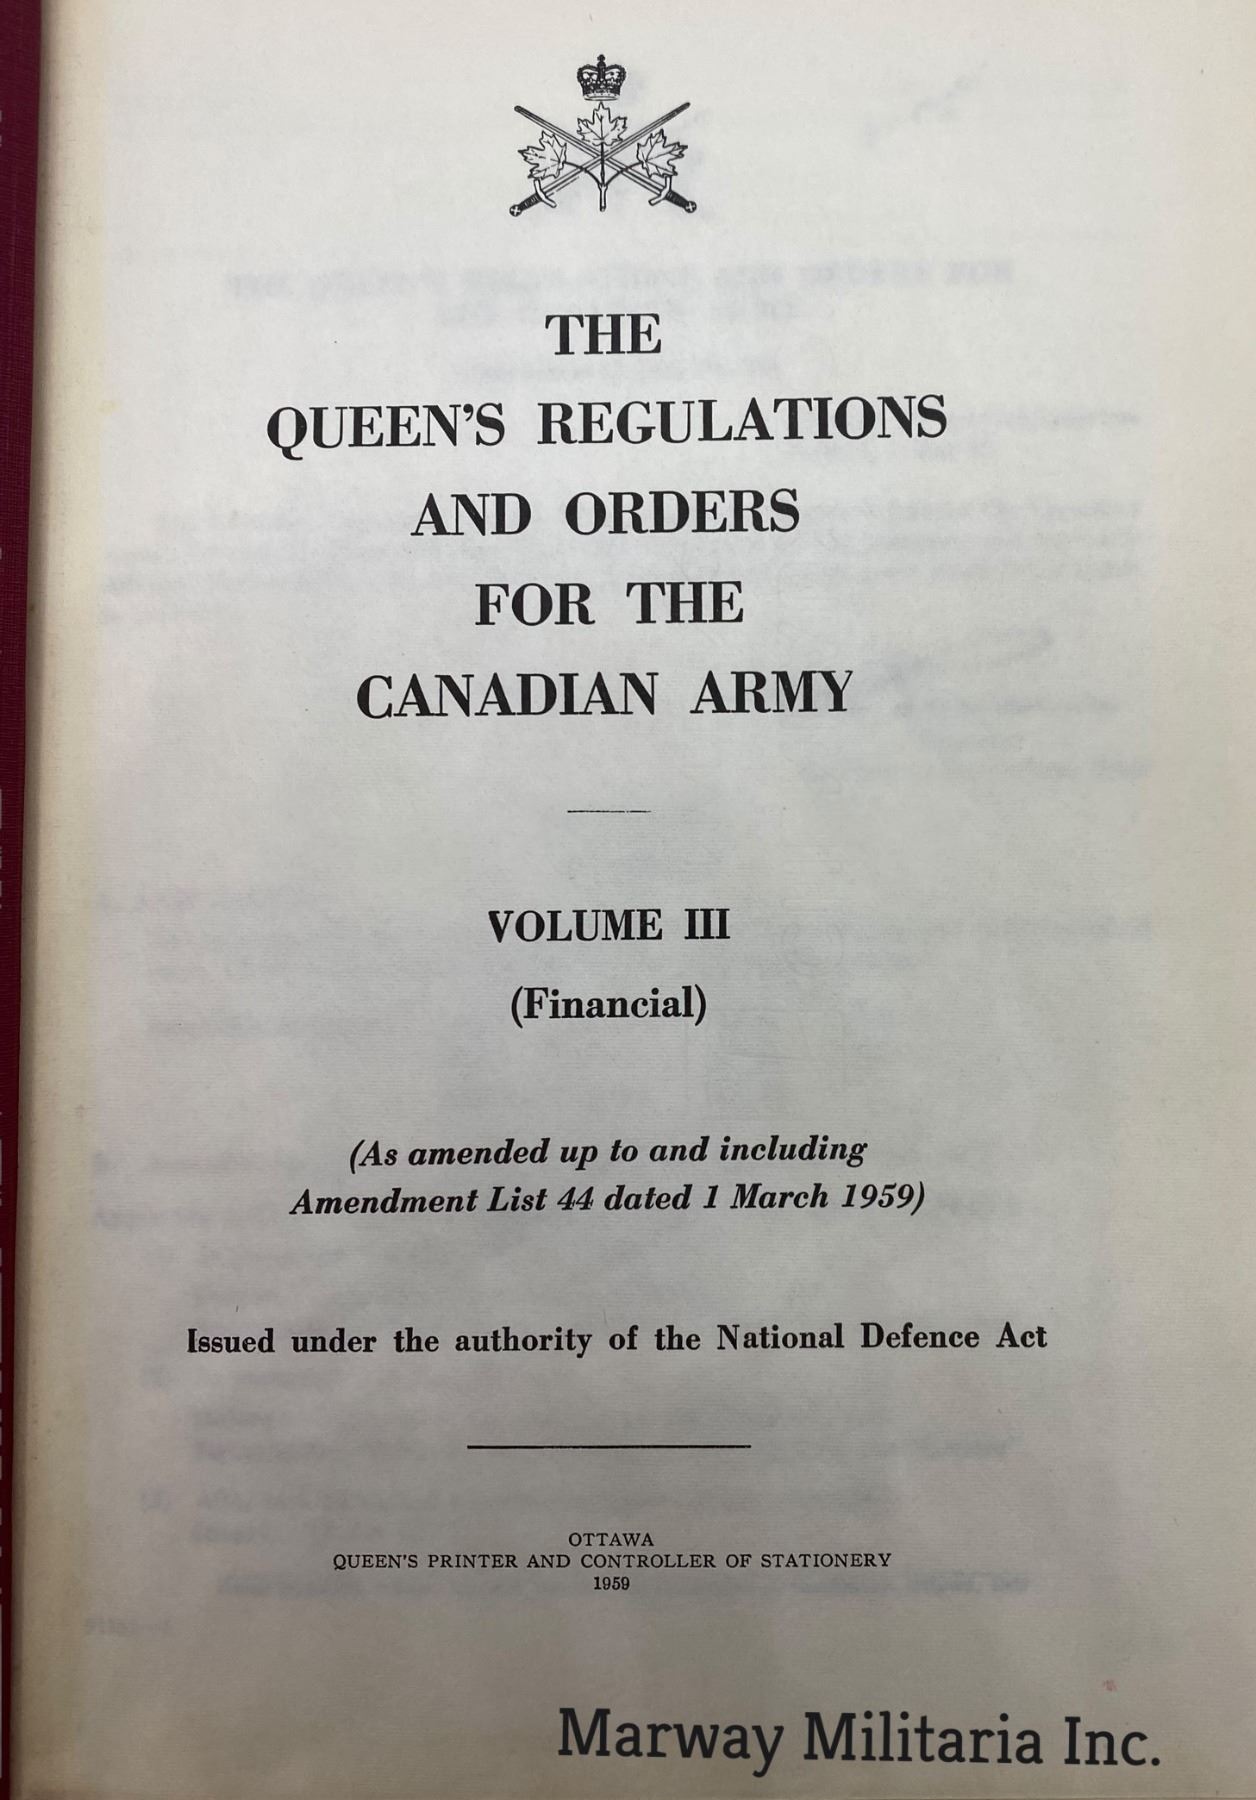 THE
QUEEN'S REGULATIONS
AND ORDERS
FOR THE
CANADIAN ARMY
VOLUME III
(Financial)
(As amended up to and including
Amendment List 44 dated 1 March 1959)
Issued under the authority of the National Defence Act
OTTAWA
QUEEN'S PRINTER AND CONTROLLER OF STATIONERY
1959
Marway Militaria Inc.